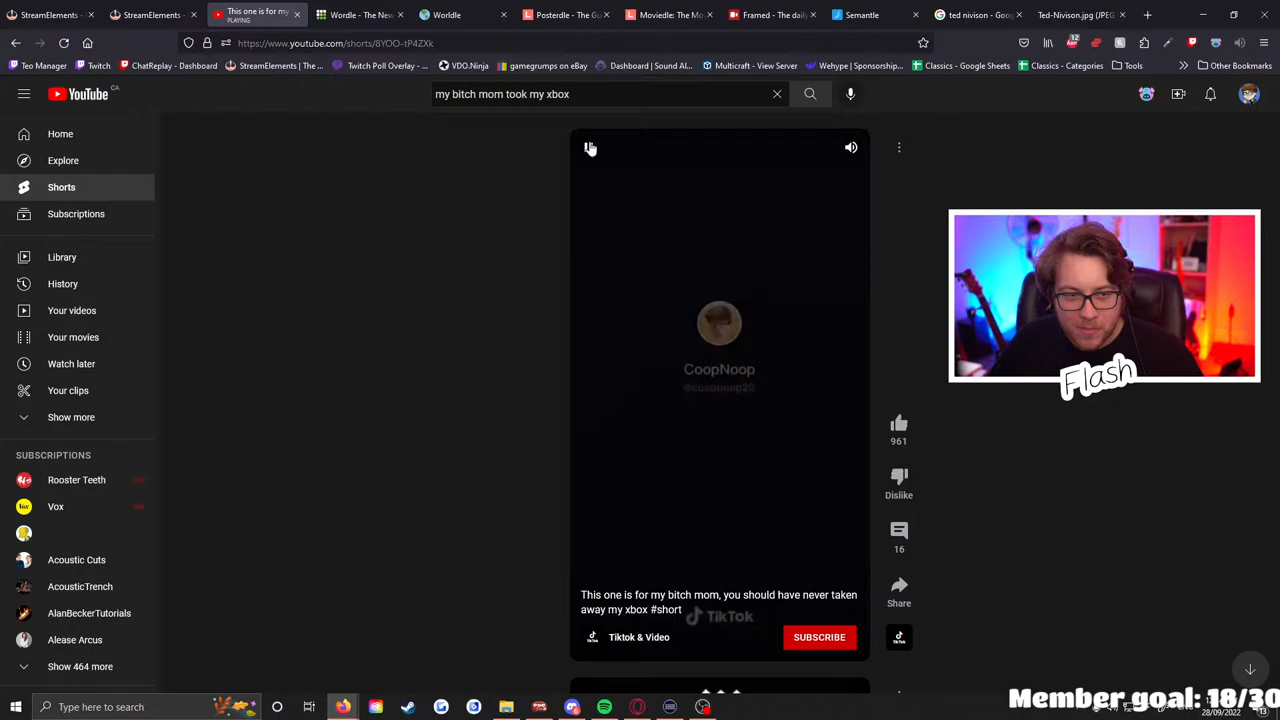 StreamElements -
StreamElements -
This one is for my
PLAYING
Wordle - The New
Worldle
Posterdle - The Gu
Moviedle: The Movi
Framed - The daily
Semantle
ted nivison - Goog
Ted-Nivison.jpg (JPEG
https://www.youtube.com/shorts/8YOO-tP4ZXk
12
Teo Manager
Twitch
ChatReplay - Dashboard
StreamElements | The ...
Twitch Poll Overlay - ...
VDO.Ninja
gamegrumps on eBay
Dashboard | Sound Al...
Multicraft - View Server
Wehype | Sponsorship...
Classics - Google Sheets
Classics - Categories
Tools
Other Bookmarks
YouTube CA
my bitch mom took my xbox
Home
Explore
Shorts
Subscriptions
Library
History
Your videos
Your movies
Watch later
Your clips
Show more
SUBSCRIPTIONS
Rooster Teeth
Vox
Acoustic Cuts
AcousticTrench
AlanBeckerTutorials
Alease Arcus
Show 464 more
CoopNoop
961
Dislike
16
Share
This one is for my bitch mom, you should have never taken
away my xbox #short
TikTok
Tiktok & Video
SUBSCRIBE
Flash
Type here to search
Member goal: 18/30
28/09/2022
13